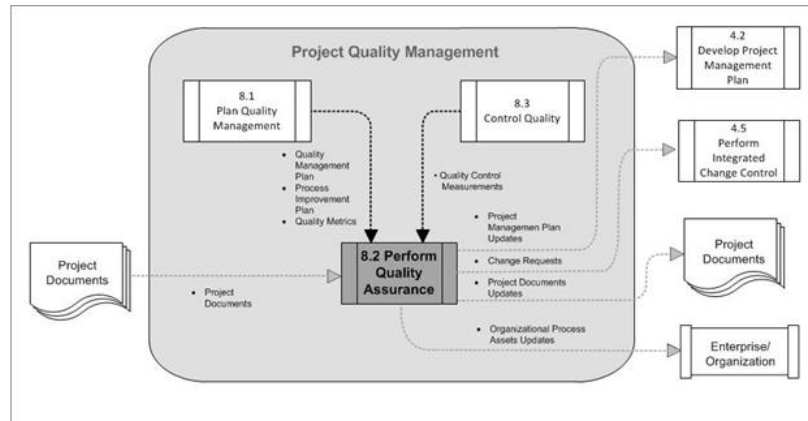 Project Quality Management
4.2
Develop Project
Management
Plan
8.1
Plan Quality
Management
8.3
Control Quality
4.5
Perform
Integrated
Change Control
• Quality
Management
Plan
• Process
Improvement
Plan
• Quality Metrics
• Quality Control
Measurements
• Project
Managemen Plan
Updates
• Change Requests
• Project Documents
Updates
Project
Documents
8.2 Perform
Quality
Assurance
Project
Documents
• Project
Documents
• Organizational Process
Assets Updates
Enterprise/
Organization